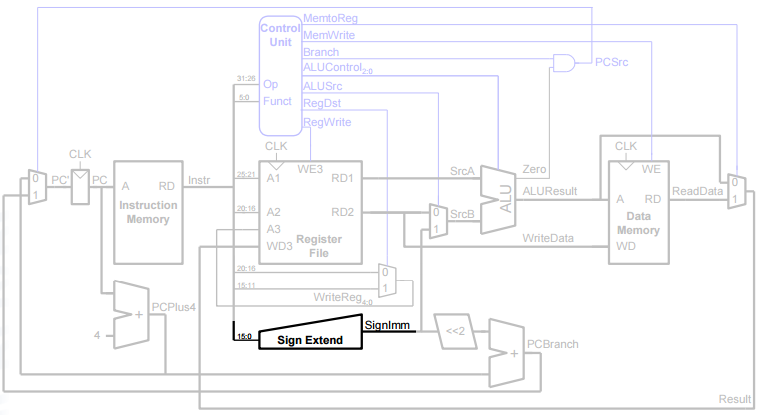 MemtoReg
Control
Unit
MemWrite
Branch
ALUControl2:0
PCSrc
31:26
Op
ALUSrc
5:0
Funct
RegDst
RegWrite
CLK
CLK
CLK
0
1
PC'
PC
A
RD
Instr
Instruction
Memory
25:21
A1
WE3
RD1
SrcA
Zero
WE
0
1
20:16
A2
RD2
0
1
SrcB
ALU
ALUResult
A
RD
ReadData
A3
Data
Memory
WD3
Register
File
WriteData
WD
20:16
0
15:11
1
WriteReg4:0
PCPlus4
+
4
SignImm
15:0
Sign Extend
<<2
+
PCBranch
Result